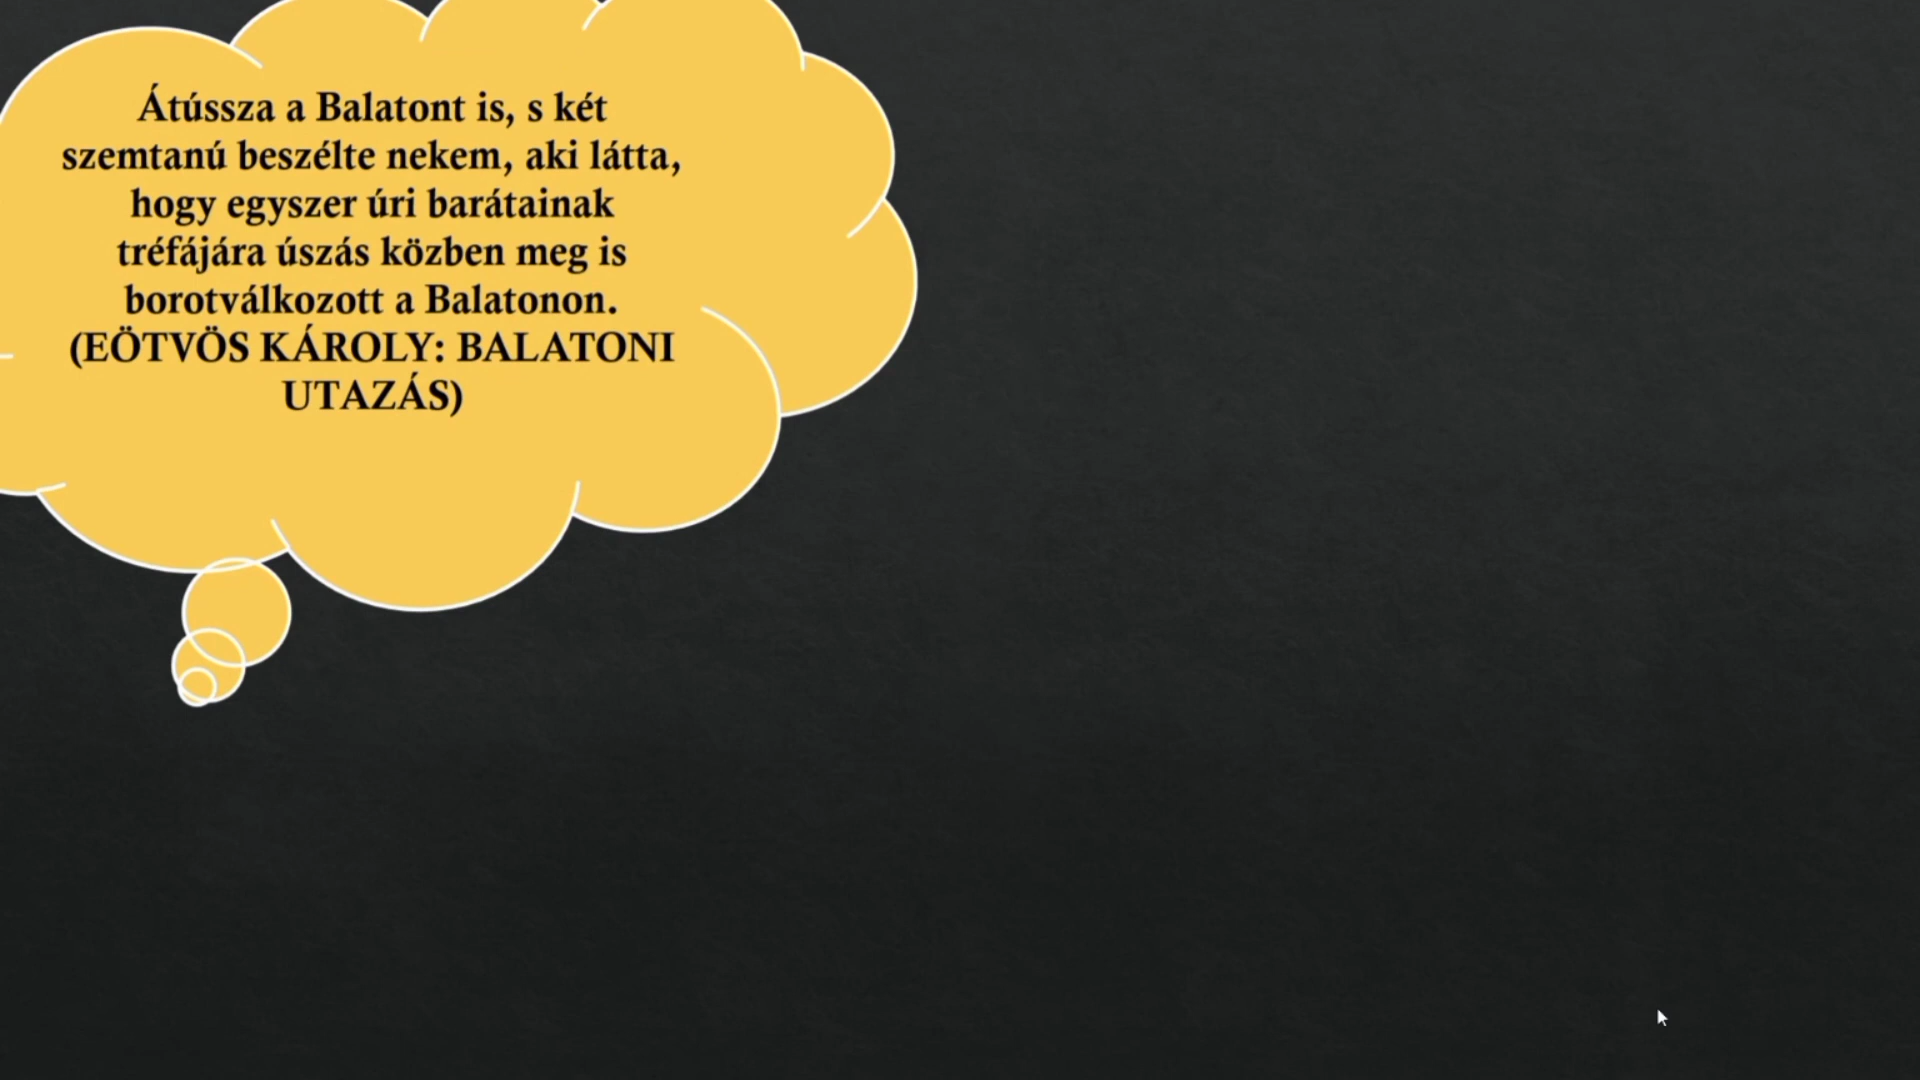 Átússza a Balatont is, s két
szemtanú beszélte nekem, aki látta,
hogy egyszer úri barátainak
tréfájára úszás közben meg is
borotválkozott a Balatonon.
(EÖTVÖS KÁROLY: BALATONI
UTAZÁS)